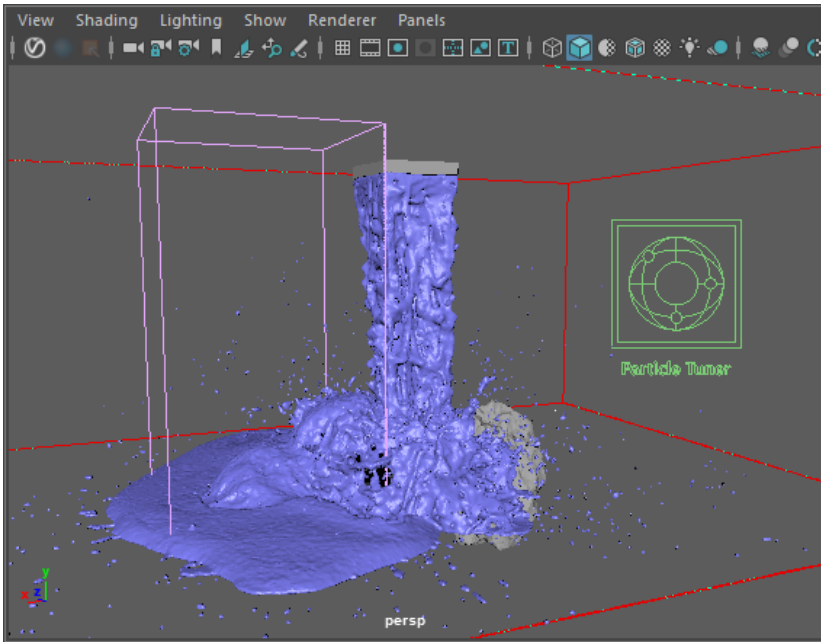 View Shading Lighting Show Renderer Panels
T
Particle Tuner
y
x z
persp